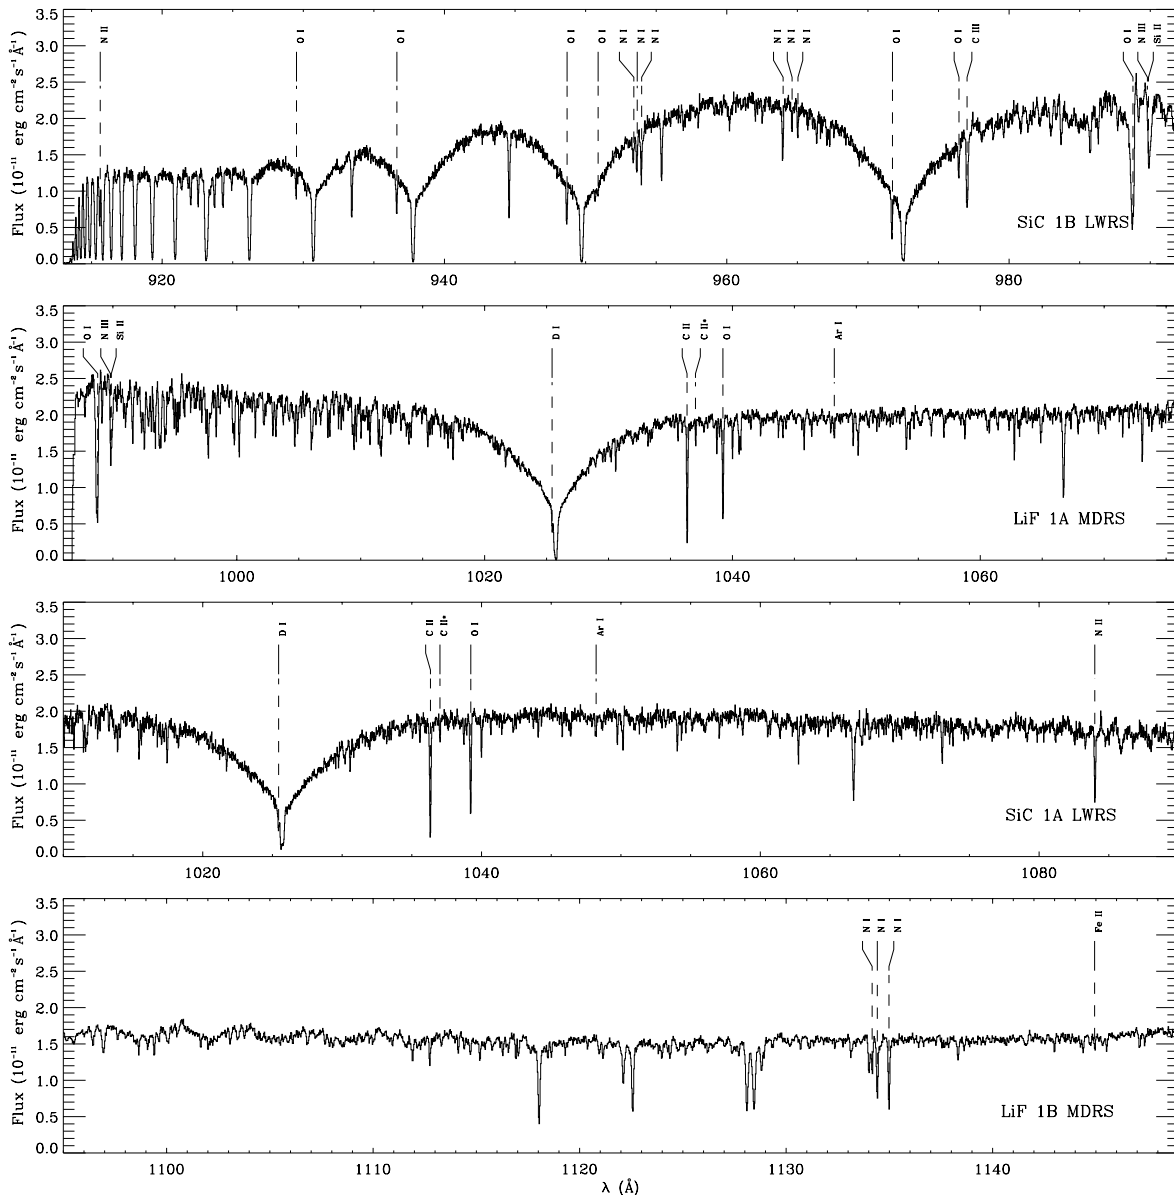 N II O I O I O I O I N I N I N I N I N I N I O I O I C III O I N III Si II
3.5
3.0
2.5
2.0
1.5
1.0
0.5
0.0
Flux (10⁻¹¹ erg cm⁻² s⁻¹ Å⁻¹)
SiC 1B LWRS
920 940 960 980
O I N III Si II D I C II C II* O I Ar I
3.5
3.0
2.5
2.0
1.5
1.0
0.5
0.0
Flux (10⁻¹¹ erg cm⁻² s⁻¹ Å⁻¹)
LiF 1A MDRS
1000 1020 1040 1060
D I C II C II* O I Ar I N II
3.5
3.0
2.5
2.0
1.5
1.0
0.5
0.0
Flux (10⁻¹¹ erg cm⁻² s⁻¹ Å⁻¹)
SiC 1A LWRS
1020 1040 1060 1080
N I N I N I Fe II
3.5
3.0
2.5
2.0
1.5
1.0
0.5
0.0
Flux (10⁻¹¹ erg cm⁻² s⁻¹ Å⁻¹)
LiF 1B MDRS
1100 1110 1120 1130 1140
λ (Å)